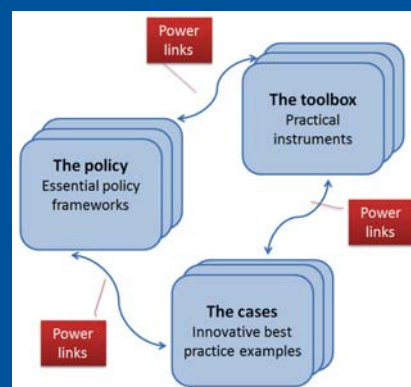 Power
links
The toolbox
Practical
instruments
The policy
Essential policy
frameworks
Power
links
The cases
Innovative best
practice examples
Power
links